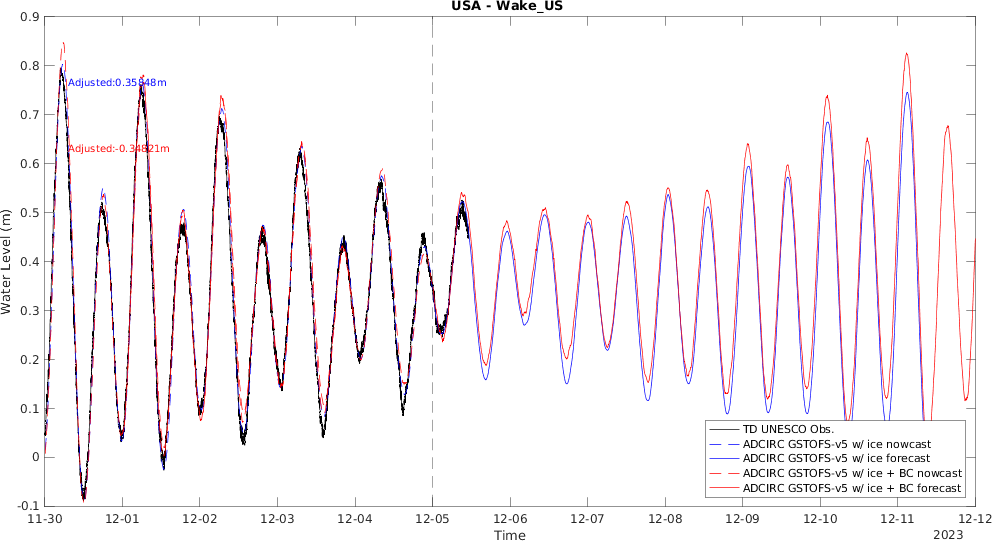 USA - Wake_US
0.9
0.8
0.7
0.6
0.5
0.4
0.3
0.2
0.1
0
-0.1
Water Level (m)
Adjusted:0.35848m
Adjusted:-0.34821m
TD UNESCO Obs.
ADCIRC GSTOFS-v5 w/ ice nowcast
ADCIRC GSTOFS-v5 w/ ice forecast
ADCIRC GSTOFS-v5 w/ ice + BC nowcast
ADCIRC GSTOFS-v5 w/ ice + BC forecast
11-30 12-01 12-02 12-03 12-04 12-05 12-06 12-07 12-08 12-09 12-10 12-11 12-12
Time
2023